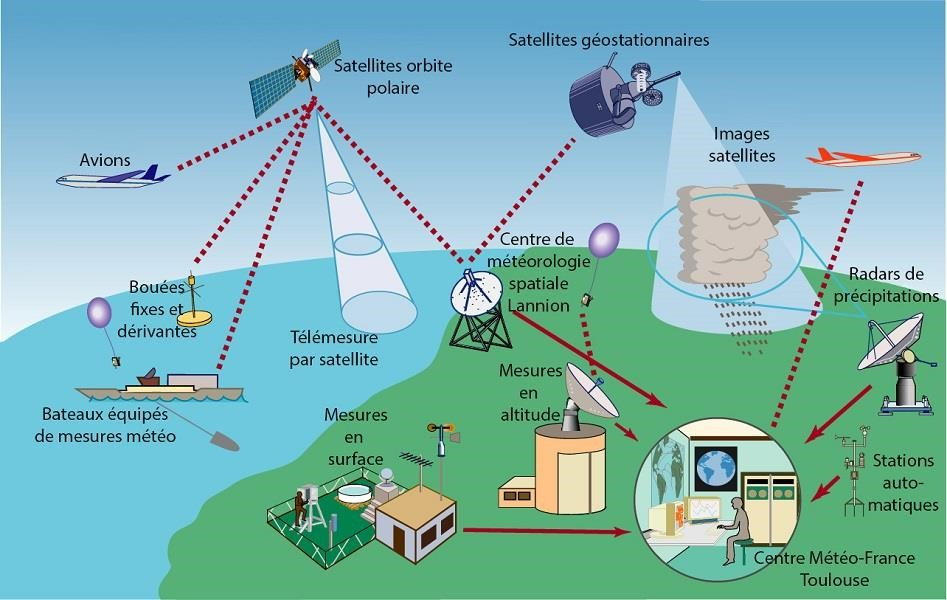 Satellites géostationnaires
Satellites orbite
polaire
Images
satellites
Avions
Centre de
météorologie
spatiale
Lannion
Radars de
précipitations
Bouées
fixes et
dérivantes
Télémesure
par satellite
Mesures
en
altitude
Bateaux équipés
de mesures météo
Mesures
en
surface
Stations
auto-
matiques
Centre Météo-France
Toulouse